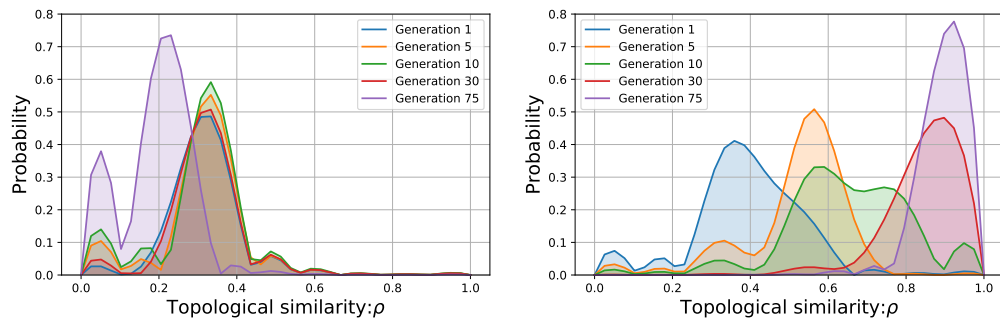 0.8
0.7
0.6
0.5
0.4
0.3
0.2
0.1
0.0
Probability
0.0 0.2 0.4 0.6 0.8 1.0
Topological similarity:ρ
Generation 1
Generation 5
Generation 10
Generation 30
Generation 75
0.8
0.7
0.6
0.5
0.4
0.3
0.2
0.1
0.0
Probability
0.0 0.2 0.4 0.6 0.8 1.0
Topological similarity:ρ
Generation 1
Generation 5
Generation 10
Generation 30
Generation 75